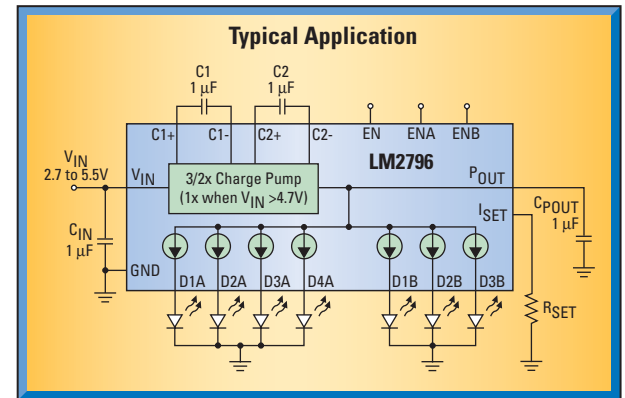 Typical Application
C1
1 µF
C2
1 µF
C1+ C1- C2+ C2- EN ENA ENB
LM2796
VIN
2.7 to 5.5V
VIN
3/2x Charge Pump
(1x when VIN >4.7V)
POUT
ISET
CPOUT
1 µF
CIN
1 µF
GND
D1A D2A D3A D4A D1B D2B D3B
RSET